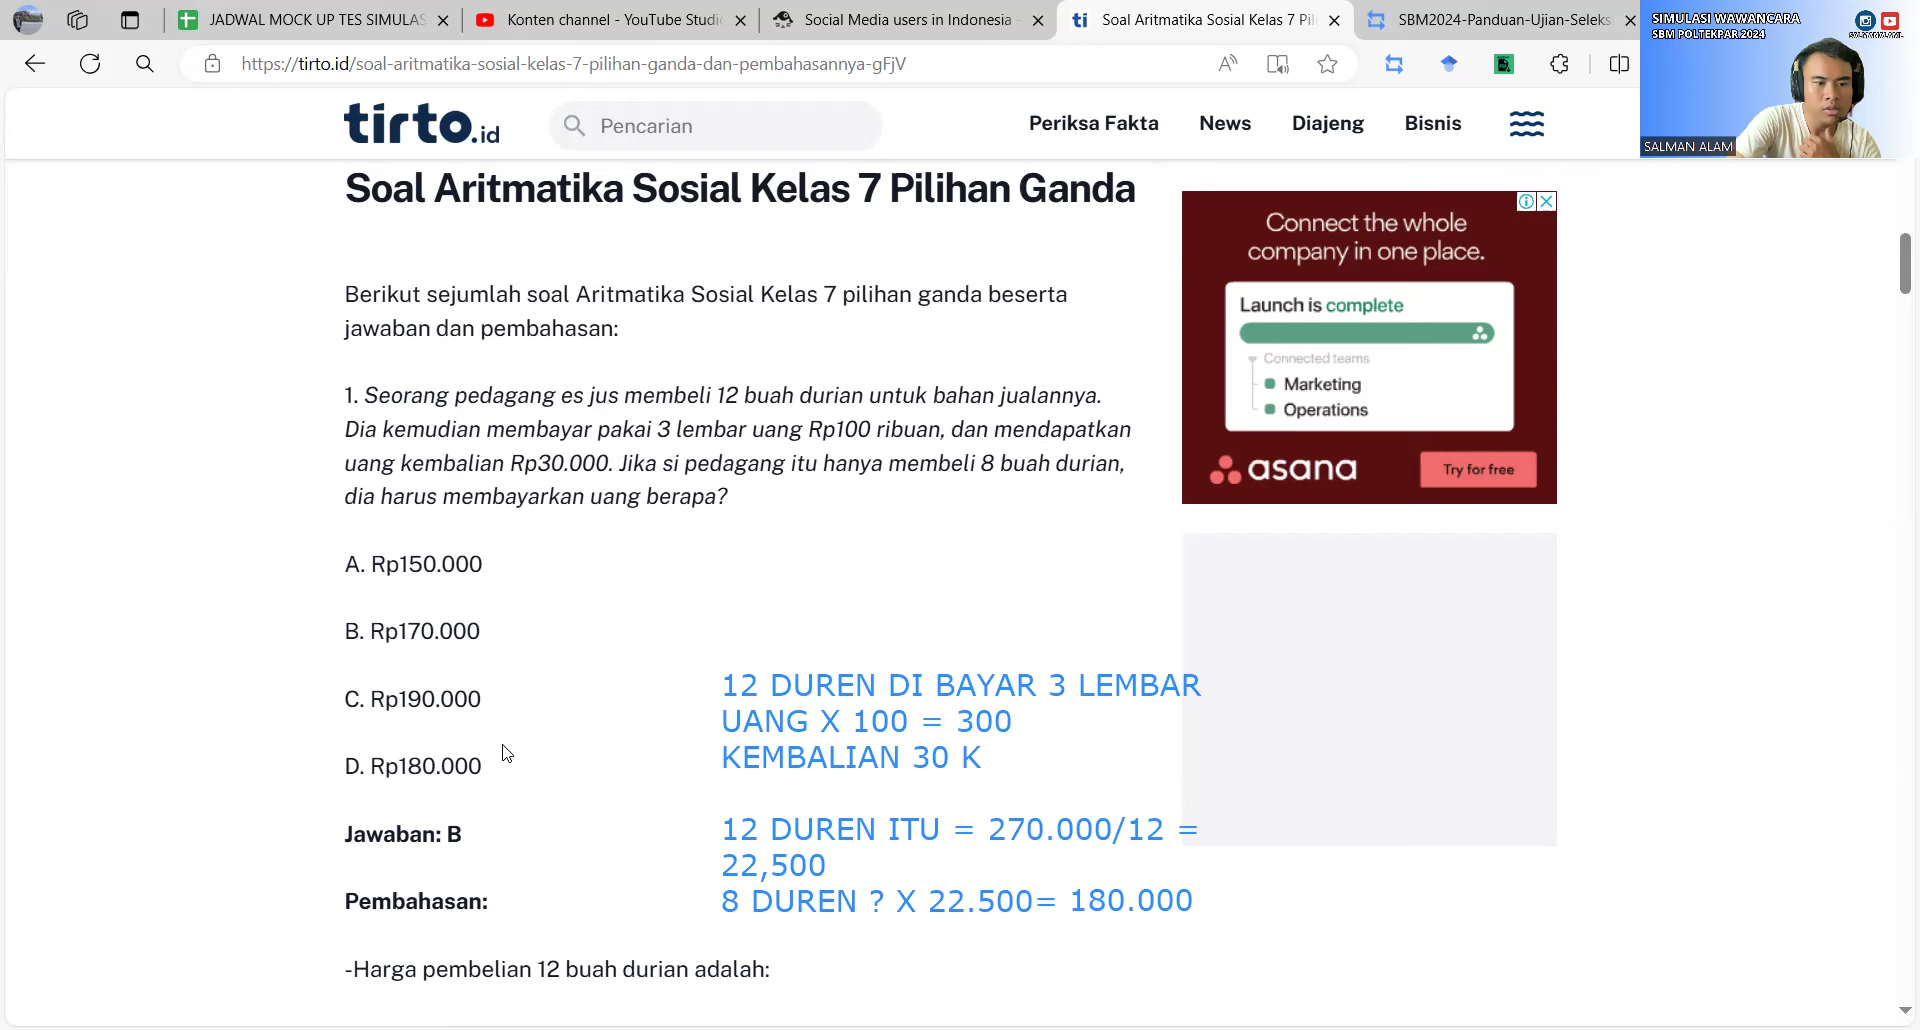 JADWAL MOCK UP TES SIMULAS
Konten channel - YouTube Studi
Social Media users in Indonesia -
Soal Aritmatika Sosial Kelas 7 Pil
SBM2024-Panduan-Ujian-Seleks
SIMULASI WAWANCARA
SBM POLTEKPAR 2024
https://tirto.id/soal-aritmatika-sosial-kelas-7-pilihan-ganda-dan-pembahasannya-gFjV
SALMAN ALAM
tirto.id
Pencarian
Periksa Fakta
News
Diajeng
Bisnis
Soal Aritmatika Sosial Kelas 7 Pilihan Ganda
Berikut sejumlah soal Aritmatika Sosial Kelas 7 pilihan ganda beserta
jawaban dan pembahasan:
1. Seorang pedagang es jus membeli 12 buah durian untuk bahan jualannya.
Dia kemudian membayar pakai 3 lembar uang Rp100 ribuan, dan mendapatkan
uang kembalian Rp30.000. Jika si pedagang itu hanya membeli 8 buah durian,
dia harus membayarkan uang berapa?
A. Rp150.000
B. Rp170.000
C. Rp190.000
D. Rp180.000
Jawaban: B
Pembahasan:
-Harga pembelian 12 buah durian adalah:
12 DUREN DI BAYAR 3 LEMBAR
UANG X 100 = 300
KEMBALIAN 30 K
12 DUREN ITU = 270.000/12 =
22,500
8 DUREN ? X 22.500= 180.000
Connect the whole
company in one place.
Launch is complete
Connected teams
Marketing
Operations
asana
Try for free